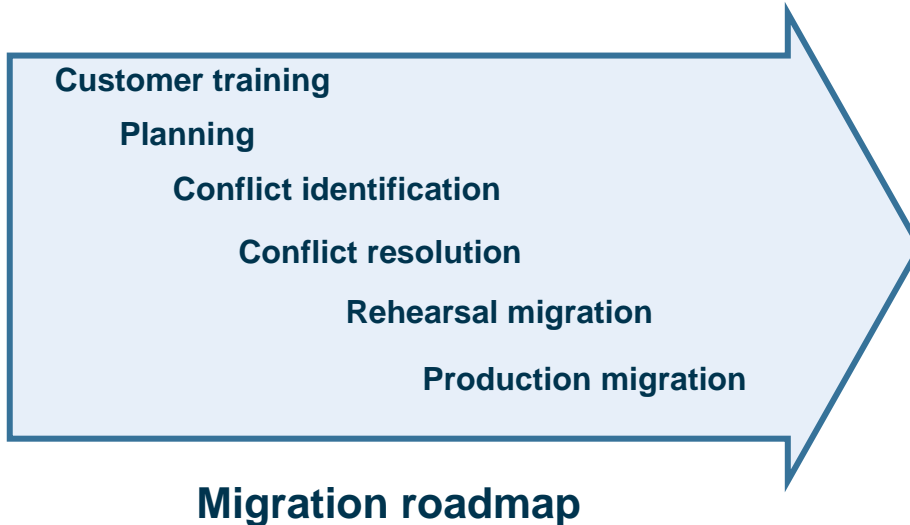 Customer training
Planning
Conflict identification
Conflict resolution
Rehearsal migration
Production migration
Migration roadmap